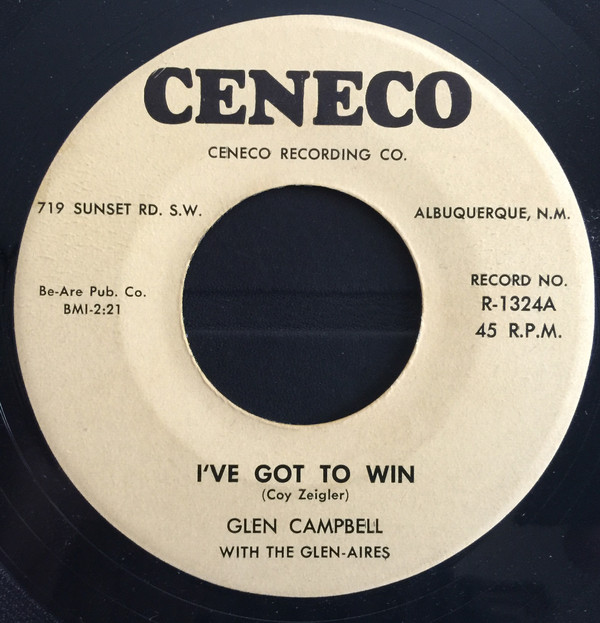 CENECO
CENECO RECORDING CO.
719 SUNSET RD. S.W.
ALBUQUERQUE, N.M.
Be-Are Pub. Co.
BMI-2:21
RECORD NO.
R-1324A
45 R.P.M.
I'VE GOT TO WIN
(Coy Zeigler)
GLEN CAMPBELL
WITH THE GLEN-AIRES